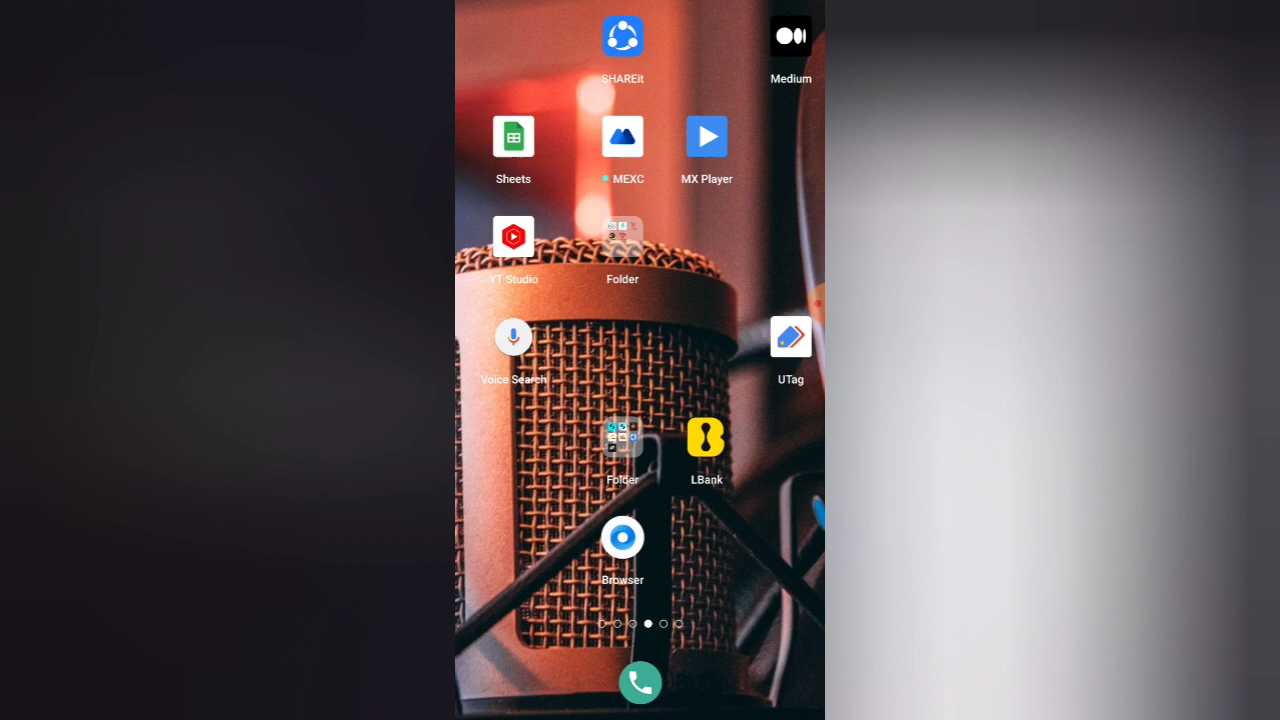 SHAREit
Medium
Sheets
MEXC
MX Player
YT Studio
Folder
Voice Search
UTag
Folder
LBank
Browser